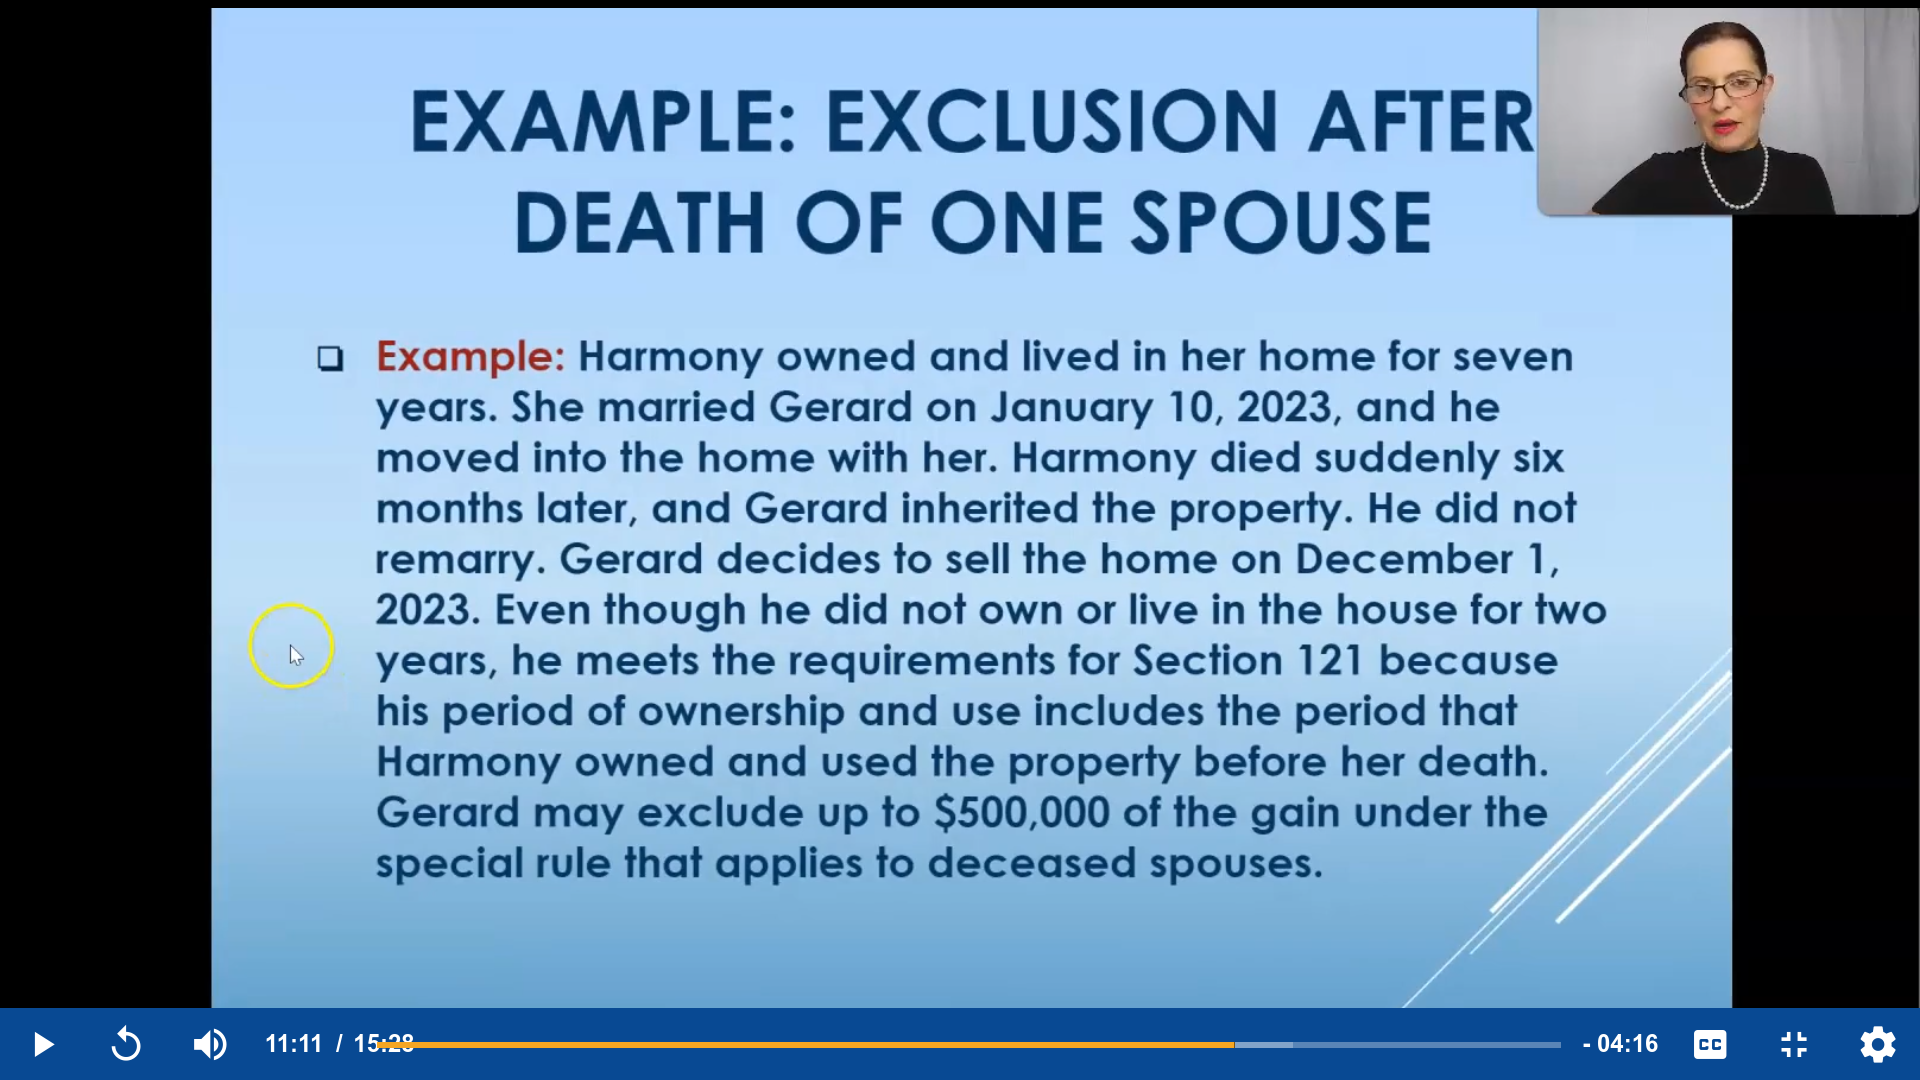 EXAMPLE: EXCLUSION AFTER
DEATH OF ONE SPOUSE
Example: Harmony owned and lived in her home for seven
years. She married Gerard on January 10, 2023, and he
moved into the home with her. Harmony died suddenly six
months later, and Gerard inherited the property. He did not
remarry. Gerard decides to sell the home on December 1,
2023. Even though he did not own or live in the house for two
years, he meets the requirements for Section 121 because
his period of ownership and use includes the period that
Harmony owned and used the property before her death.
Gerard may exclude up to $500,000 of the gain under the
special rule that applies to deceased spouses.
11:11 / 15:28
- 04:16
CC